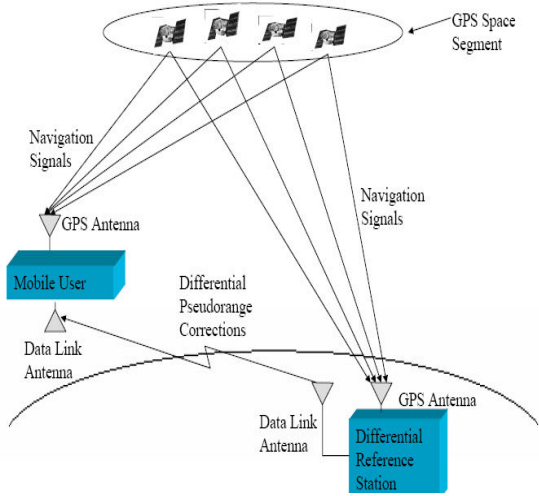 GPS Space
Segment
Navigation
Signals
Navigation
Signals
GPS Antenna
Mobile User
Differential
Pseudorange
Corrections
Data Link
Antenna
GPS Antenna
Data Link
Antenna
Differential
Reference
Station